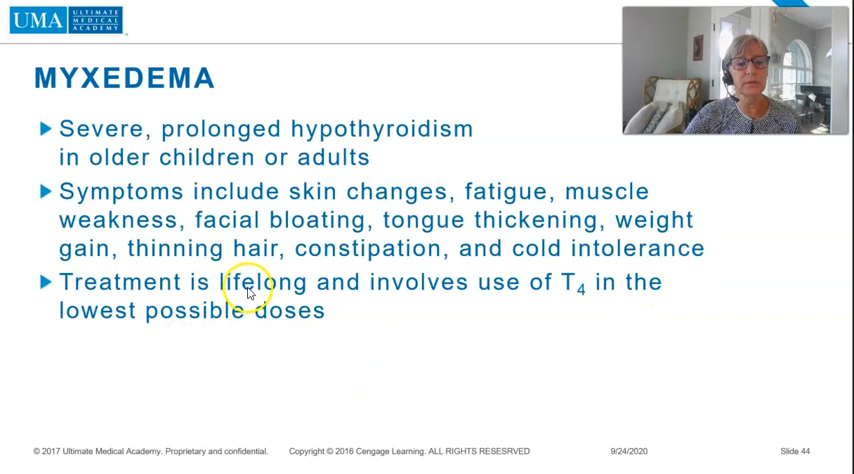 UMA ULTIMATE
MEDICAL
ACADEMY
MYXEDEMA
Severe, prolonged hypothyroidism
in older children or adults
Symptoms include skin changes, fatigue, muscle
weakness, facial bloating, tongue thickening, weight
gain, thinning hair, constipation, and cold intolerance
Treatment is lifelong and involves use of T4 in the
lowest possible doses
© 2017 Ultimate Medical Academy. Proprietary and confidential. Copyright © 2016 Cengage Learning. ALL RIGHTS RESESRVED 9/24/2020 Slide 44